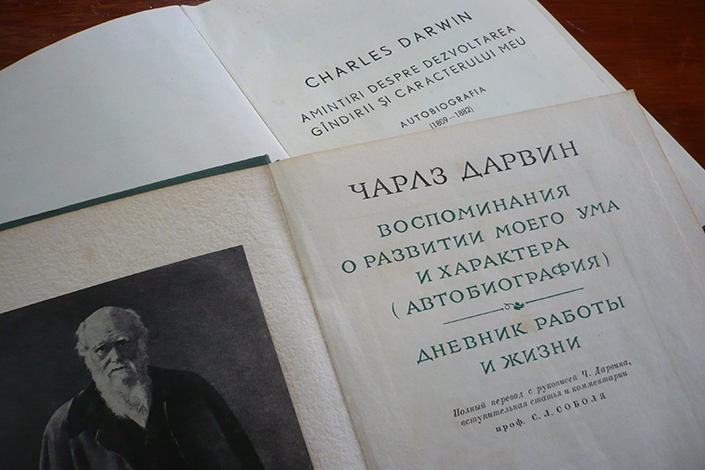 CHARLES DARWIN
AMINTIRI DESPRE DEZVOLTAREA
GÎNDIRII ȘI CARACTERULUI MEU
AUTOBIOGRAFIA
(1809—1882)
ЧАРЛЗ ДАРВИН
ВОСПОМИНАНИЯ
О РАЗВИТИИ МОЕГО УМА
И ХАРАКТЕРА
(АВТОБИОГРАФИЯ)
ДНЕВНИК РАБОТЫ
И ЖИЗНИ
Полный перевод с рукописей Ч. Дарвина,
вступительная статья и комментарии
проф. С. Л. СОБОЛЯ